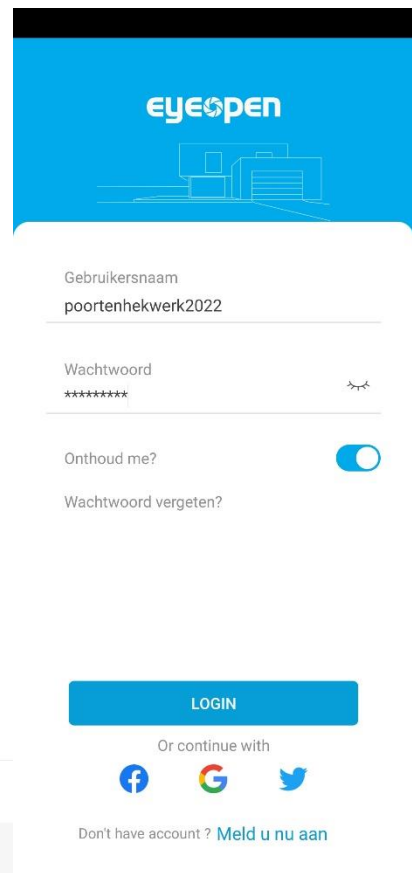 eyeopen
Gebruikersnaam
poortenhekwerk2022
Wachtwoord
*********
Onthoud me?
Wachtwoord vergeten?
LOGIN
Or continue with
Don't have account ? Meld u nu aan